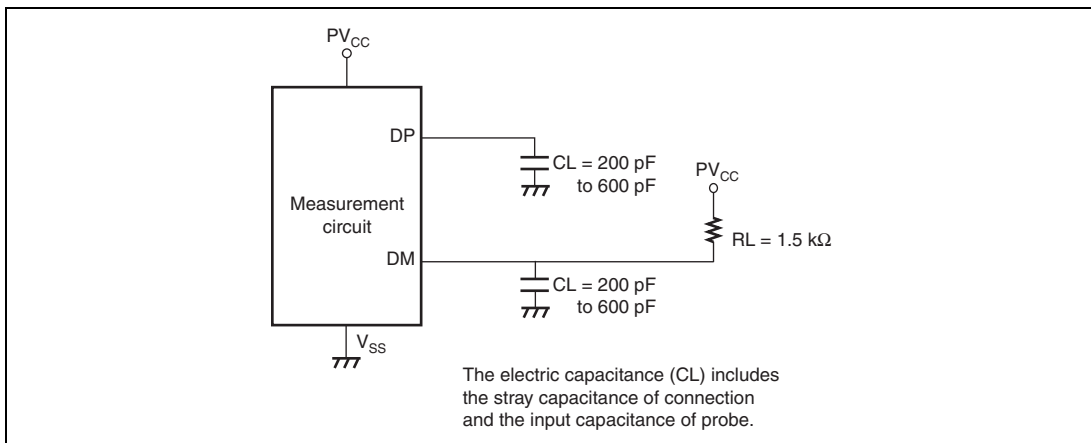 PVCC
DP
CL = 200 pF
to 600 pF
PVCC
Measurement
circuit
RL = 1.5 kΩ
DM
CL = 200 pF
to 600 pF
VSS
The electric capacitance (CL) includes
the stray capacitance of connection
and the input capacitance of probe.